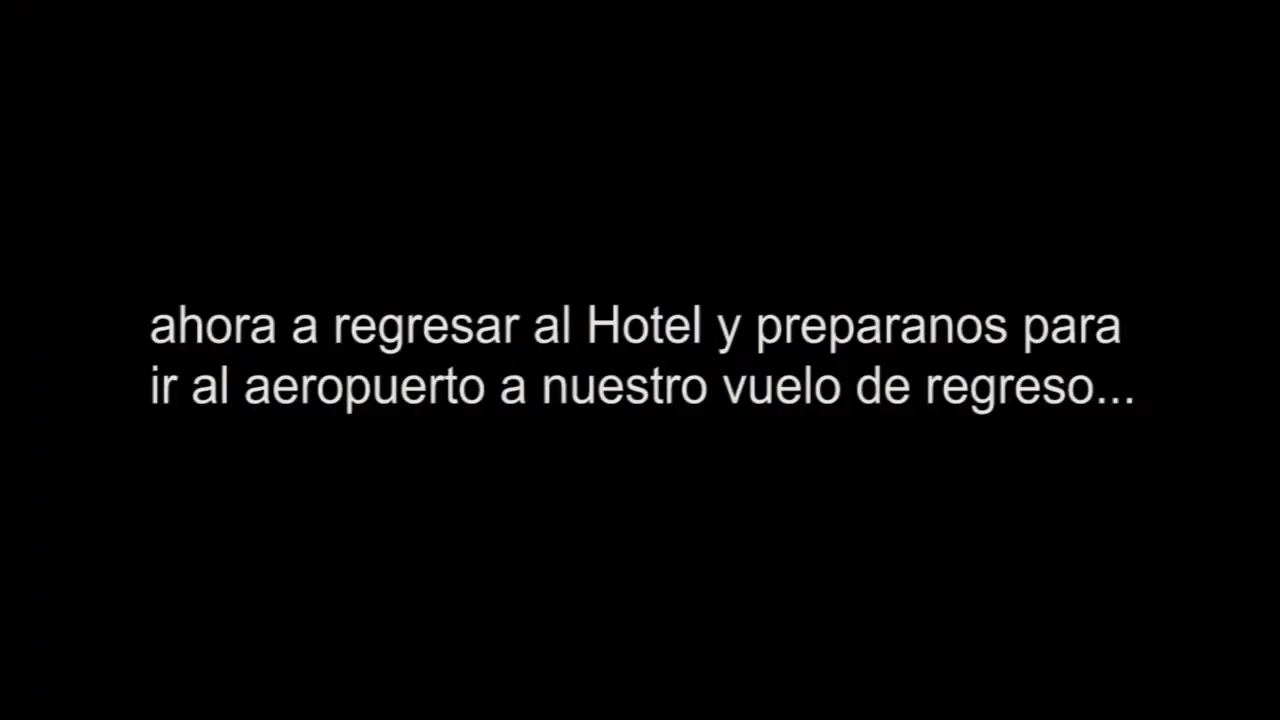 ahora a regresar al Hotel y preparanos para
ir al aeropuerto a nuestro vuelo de regreso...